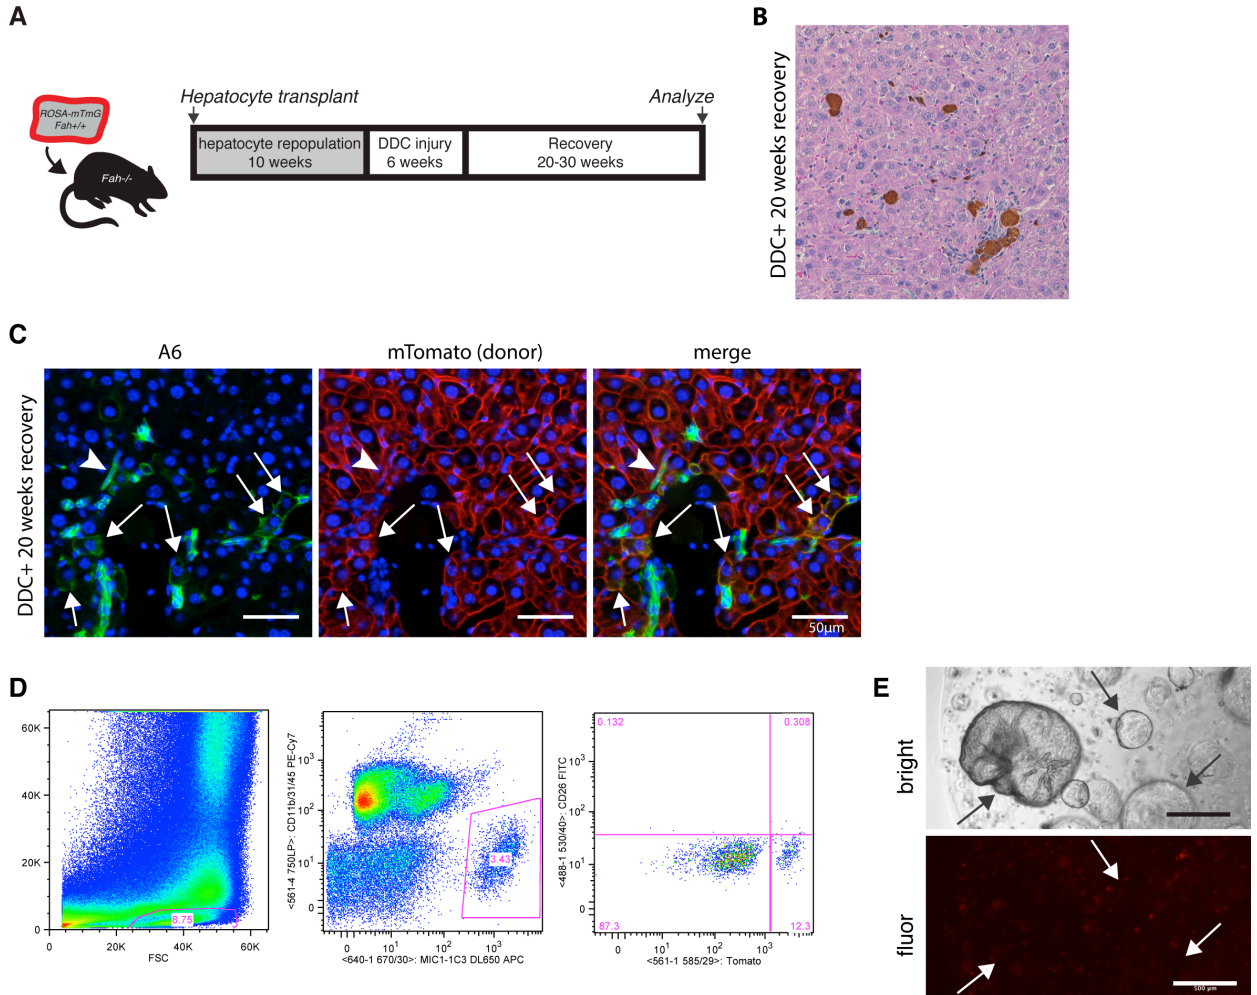 A
ROSA-mTmG
Fah+/+
Fah-/-
Hepatocyte transplant
Analyze
hepatocyte repopulation
10 weeks
DDC injury
6 weeks
Recovery
20-30 weeks
B
DDC+ 20 weeks recovery
C
A6
mTomato (donor)
merge
DDC+ 20 weeks recovery
50µm
D
60K
40K
20K
0
8.75
0
20K
40K
60K
FSC
<561-4 750LP>: CD11b/31/45 PE-Cy7
10³
10²
10¹
0
3.43
0
10¹
10²
10³
<640-1 670/30>: MIC1-1C3 DL650 APC
<488-1 530/40>: CD26 FITC
10³
10²
10¹
0
0.132
0.308
87.3
12.3
0
10¹
10²
10³
<561-1 585/29>: Tomato
E
bright
fluor
500 µm